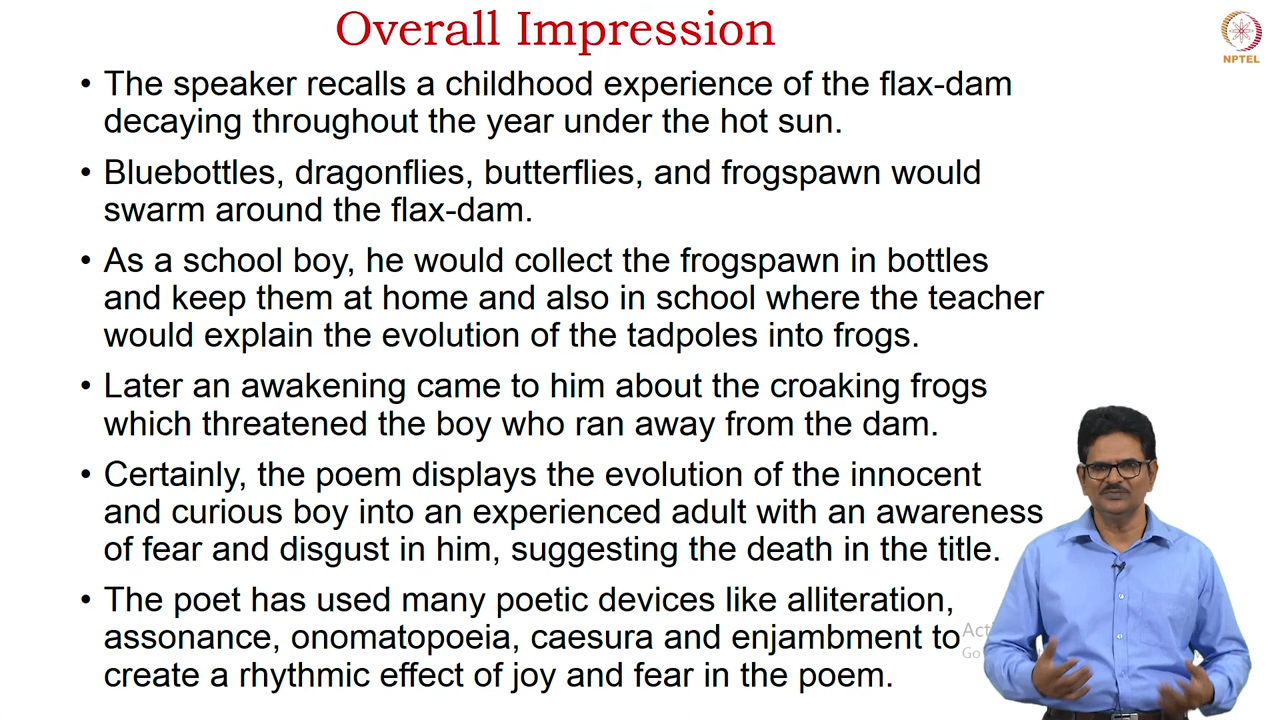 Overall Impression
NPTEL
• The speaker recalls a childhood experience of the flax-dam
decaying throughout the year under the hot sun.
• Bluebottles, dragonflies, butterflies, and frogspawn would
swarm around the flax-dam.
• As a school boy, he would collect the frogspawn in bottles
and keep them at home and also in school where the teacher
would explain the evolution of the tadpoles into frogs.
• Later an awakening came to him about the croaking frogs
which threatened the boy who ran away from the dam.
• Certainly, the poem displays the evolution of the innocent
and curious boy into an experienced adult with an awareness
of fear and disgust in him, suggesting the death in the title.
• The poet has used many poetic devices like alliteration,
assonance, onomatopoeia, caesura and enjambment to
create a rhythmic effect of joy and fear in the poem.